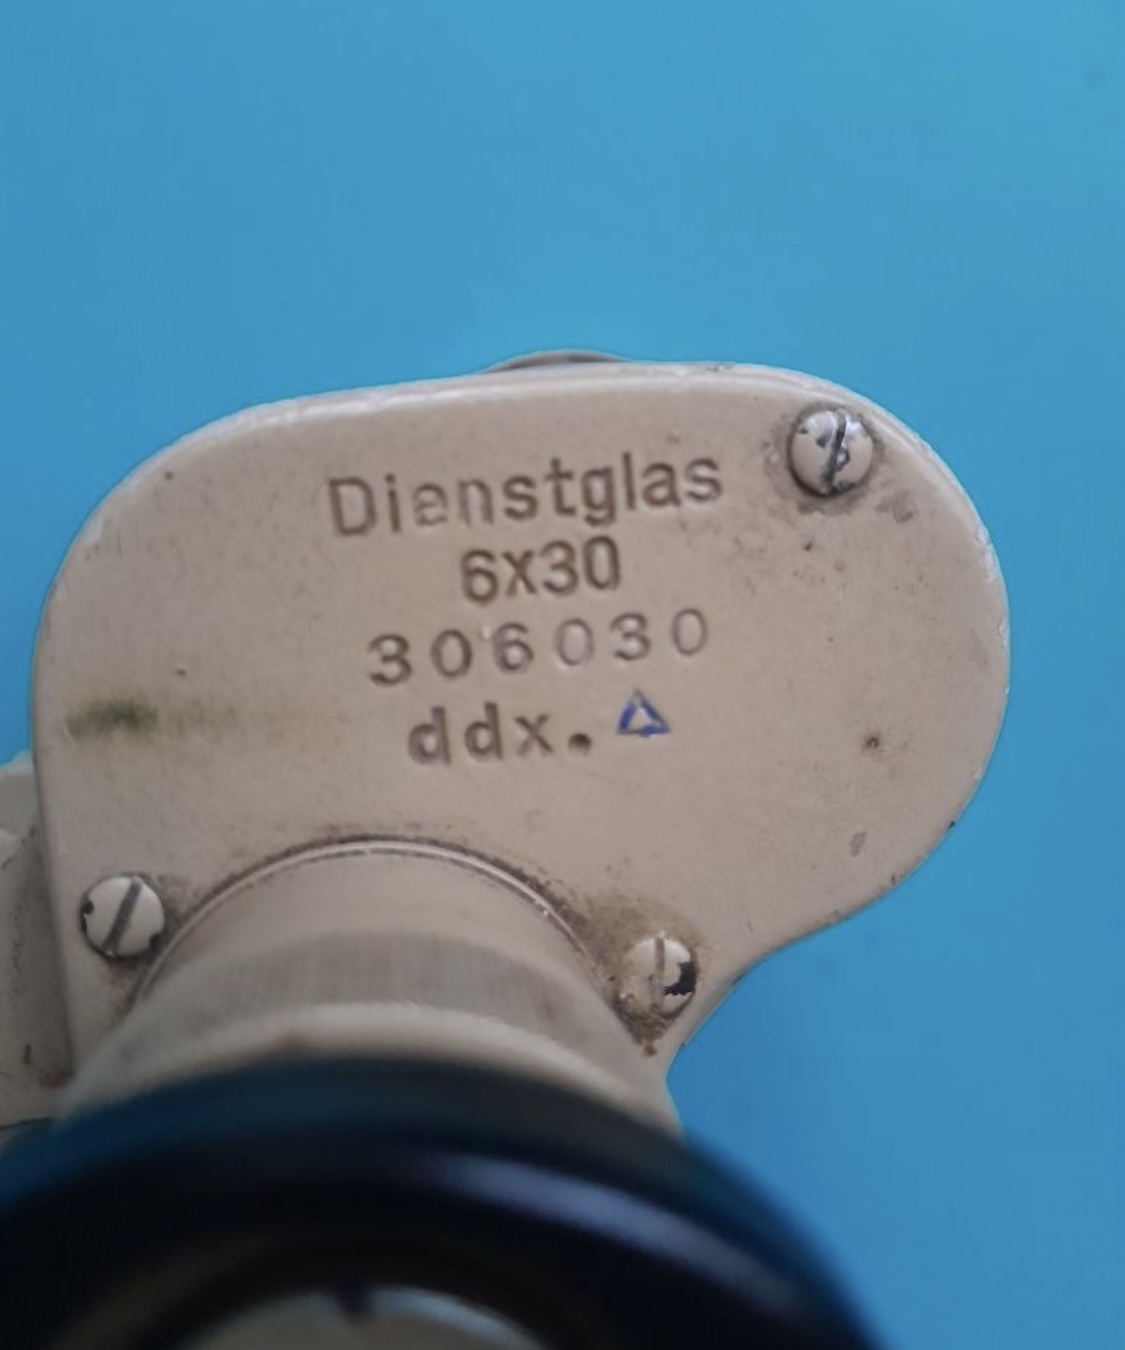 Dienstglas
6x30
306030
ddx. △